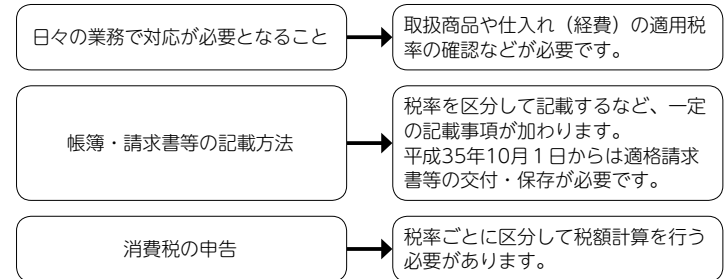 日々の業務で対応が必要となること
取扱商品や仕入れ（経費）の適用税
率の確認などが必要です。
帳簿・請求書等の記載方法
税率を区分して記載するなど、一定
の記載事項が加わります。
平成35年10月１日からは適格請求
書等の交付・保存が必要です。
消費税の申告
税率ごとに区分して税額計算を行う
必要があります。